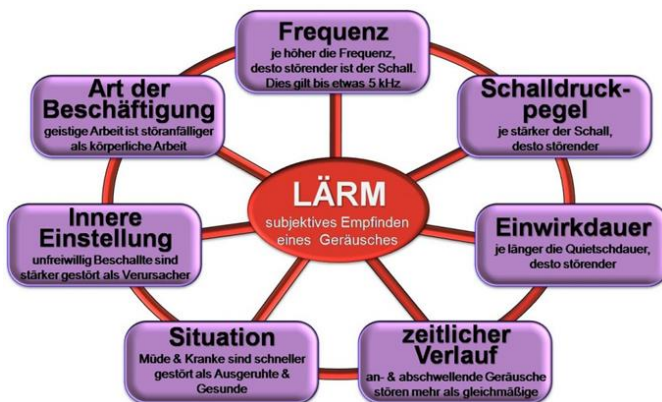 Frequenz
je höher die Frequenz,
desto störender ist der Schall.
Dies gilt bis etwas 5 kHz
Schalldruck-
pegel
je stärker der Schall,
desto störender
Einwirkdauer
je länger die Quietschdauer,
desto störender
zeitlicher
Verlauf
an- & abschwellende Geräusche
stören mehr als gleichmäßige
Situation
Müde & Kranke sind schneller
gestört als Ausgeruhte &
Gesunde
Innere
Einstellung
unfreiwillig Beschallte sind
stärker gestört als Verursacher
Art der
Beschäftigung
geistige Arbeit ist störanfälliger
als körperliche Arbeit
LÄRM
subjektives Empfinden
eines Geräusches